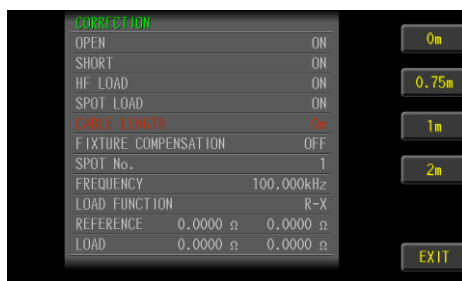 CORRECTION
OPEN ON
SHORT ON
HF LOAD ON
SPOT LOAD ON
CABLE LENGTH 0m
FIXTURE COMPENSATION OFF
SPOT No. 1
FREQUENCY 100.000kHz
LOAD FUNCTION R-X
REFERENCE 0.0000 Ω 0.0000 Ω
LOAD 0.0000 Ω 0.0000 Ω
0m
0.75m
1m
2m
EXIT